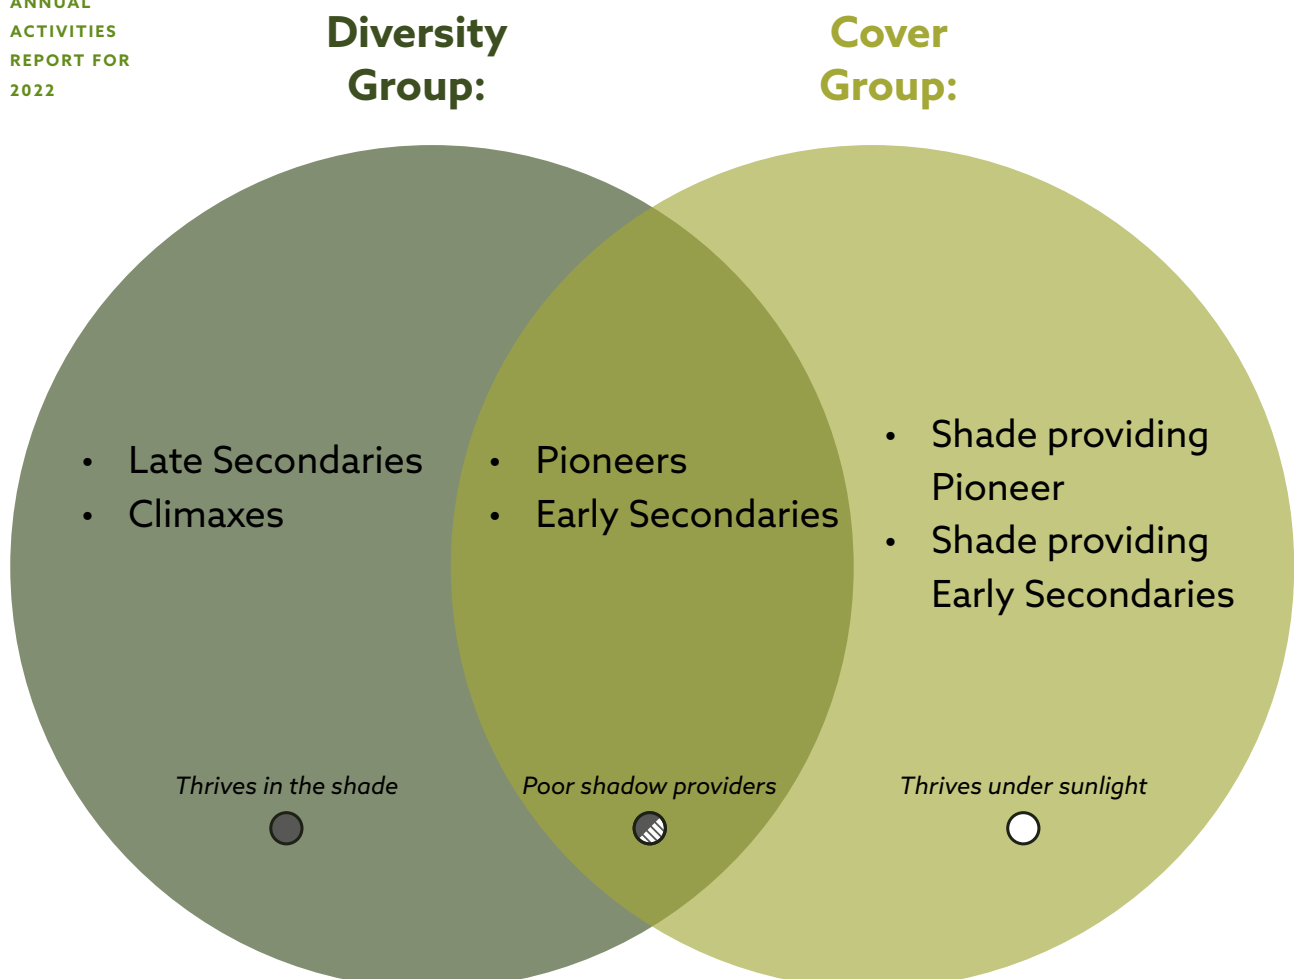 ANNUAL
ACTIVITIES
REPORT FOR
2022
Diversity
Group:
Cover
Group:
• Late Secondaries
• Climaxes
• Pioneers
• Early Secondaries
• Shade providing
Pioneer
• Shade providing
Early Secondaries
Thrives in the shade
Poor shadow providers
Thrives under sunlight